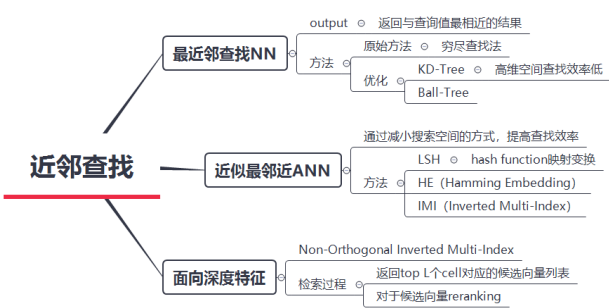 近邻查找
最近邻查找NN
output
返回与查询值最相近的结果
方法
原始方法
穷尽查找法
优化
KD-Tree
高维空间查找效率低
Ball-Tree
近似最邻近ANN
通过减小搜索空间的方式，提高查找效率
方法
LSH
hash function映射变换
HE（Hamming Embedding）
IMI（Inverted Multi-Index）
面向深度特征
Non-Orthogonal Inverted Multi-Index
检索过程
返回top L个cell对应的候选向量列表
对于候选向量reranking